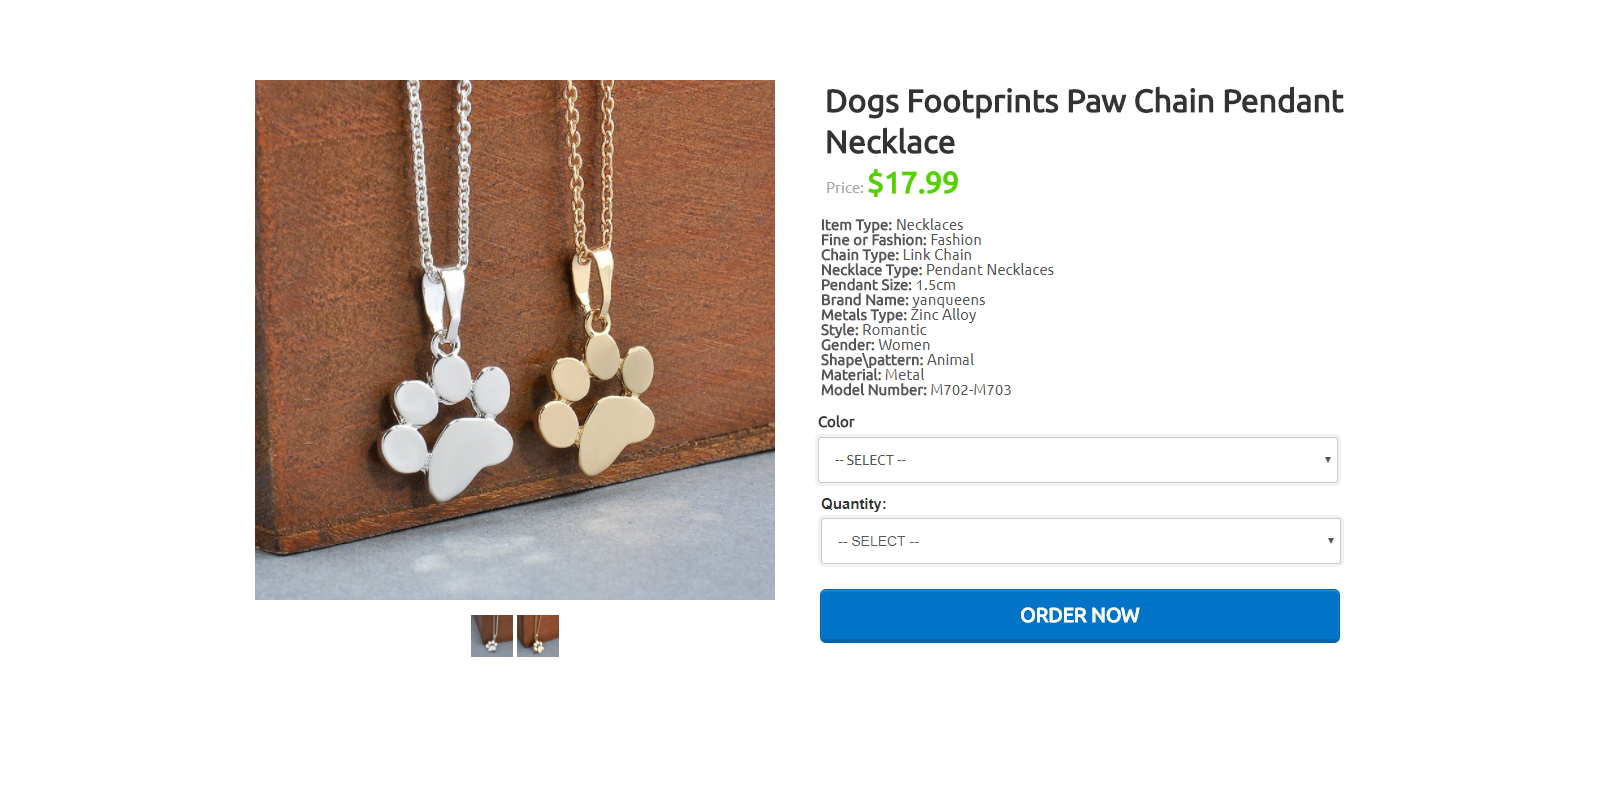 Dogs Footprints Paw Chain Pendant
Necklace
Price: $17.99
Item Type: Necklaces
Fine or Fashion: Fashion
Chain Type: Link Chain
Necklace Type: Pendant Necklaces
Pendant Size: 1.5cm
Brand Name: yanqueens
Metals Type: Zinc Alloy
Style: Romantic
Gender: Women
Shape\pattern: Animal
Material: Metal
Model Number: M702-M703
Color
-- SELECT --
Quantity:
-- SELECT --
ORDER NOW